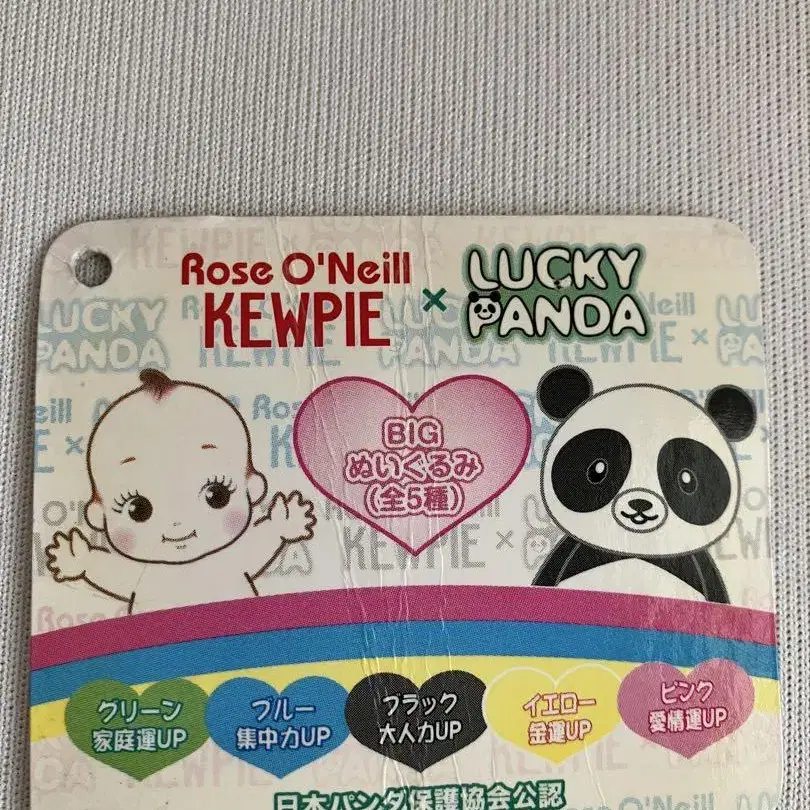 Rose O'Neill
KEWPIE × LUCKY PANDA
BIG
ぬいぐるみ
(全5種)
グリーン
家庭運UP
ブルー
集中力UP
ブラック
大人力UP
イエロー
金運UP
ピンク
愛情運UP
日本パンダ保護協会公認